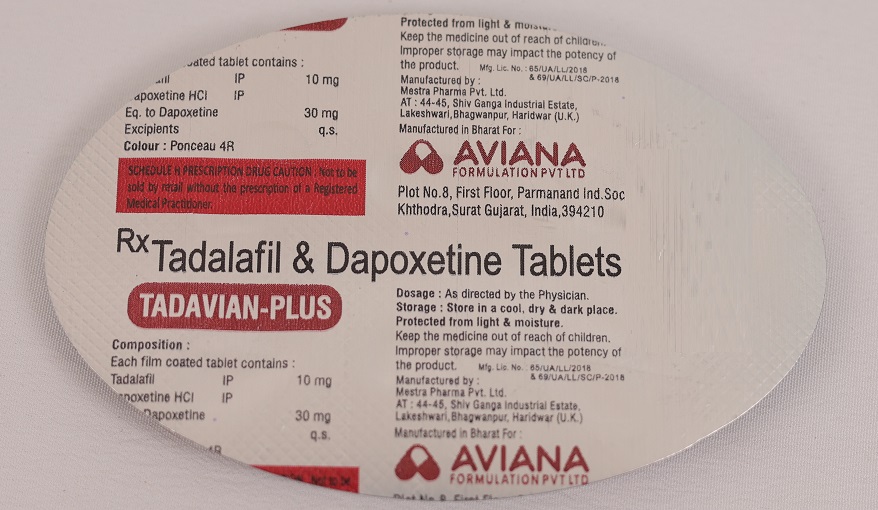 Protected from light &
Keep the medicine out of reach of children.
Improper storage may impact the potency of
the product. Mfg. Lic. No. : 65/UA/LL/2018
& 69/UA/LL/SC/P-2018
Manufactured by :
Mestra Pharma Pvt. Ltd.
AT : 44-45, Shiv Ganga Industrial Estate,
Lakeshwari,Bhagwanpur, Haridwar (U.K.)
Manufactured in Bharat For :
AVIANA
FORMULATION PVT LTD
Plot No.8, First Floor, Parmanand Ind.Soc
Khthodra,Surat Gujarat, India,394210
tablet contains :
IP 10 mg
HCl IP
Eq. to Dapoxetine 30 mg
Excipients q.s.
Colour : Ponceau 4R
SCHEDULE H PRESCRIPTION DRUG CAUTION : Not to be
sold by retail without the prescription of a Registered
Medical Practitioner.
Rx Tadalafil & Dapoxetine Tablets
TADAVIAN-PLUS
Composition :
Each film coated tablet contains :
Tadalafil IP 10 mg
HCl IP
Dapoxetine 30 mg
q.s.
4R
Not to be
Dosage : As directed by the Physician.
Storage : Store in a cool, dry & dark place.
Protected from light & moisture.
Keep the medicine out of reach of children.
Improper storage may impact the potency of
the product. Mfg. Lic. No. : 65/UA/LL/2018
& 69/UA/LL/SC/P-2018
Manufactured by :
Mestra Pharma Pvt. Ltd.
AT : 44-45, Shiv Ganga Industrial Estate,
Lakeshwari,Bhagwanpur, Haridwar (U.K.)
Manufactured in Bharat For :
AVIANA
FORMULATION PVT LTD